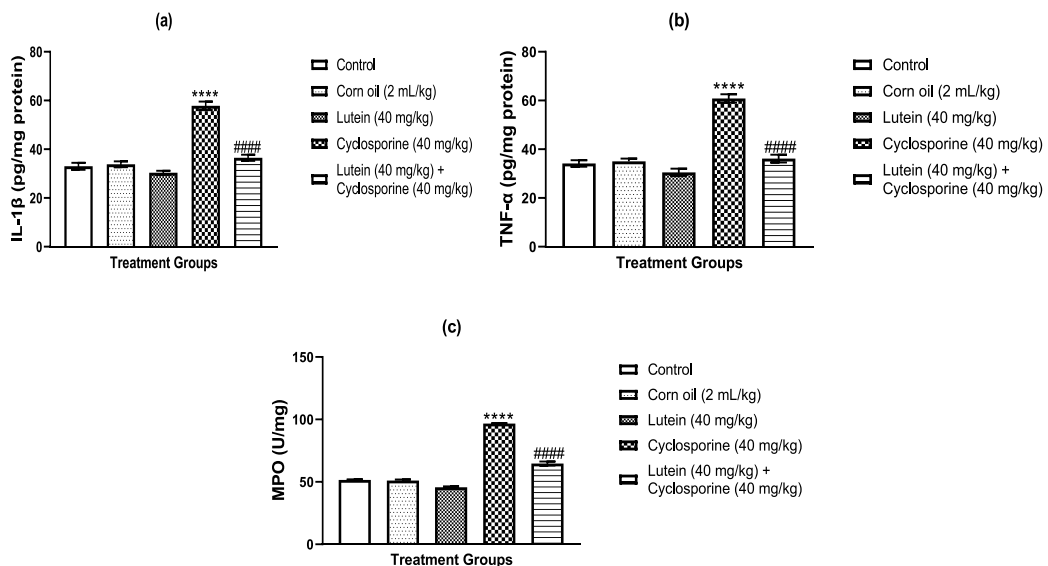 (a)
IL-1β (pg/mg protein)
80
60
40
20
0
****
####
Treatment Groups
Control
Corn oil (2 mL/kg)
Lutein (40 mg/kg)
Cyclosporine (40 mg/kg)
Lutein (40 mg/kg) +
Cyclosporine (40 mg/kg)
(b)
TNF-α (pg/mg protein)
80
60
40
20
0
****
####
Treatment Groups
Control
Corn oil (2 mL/kg)
Lutein (40 mg/kg)
Cyclosporine (40 mg/kg)
Lutein (40 mg/kg) +
Cyclosporine (40 mg/kg)
(c)
MPO (U/mg)
150
100
50
0
****
####
Treatment Groups
Control
Corn oil (2 mL/kg)
Lutein (40 mg/kg)
Cyclosporine (40 mg/kg)
Lutein (40 mg/kg) +
Cyclosporine (40 mg/kg)